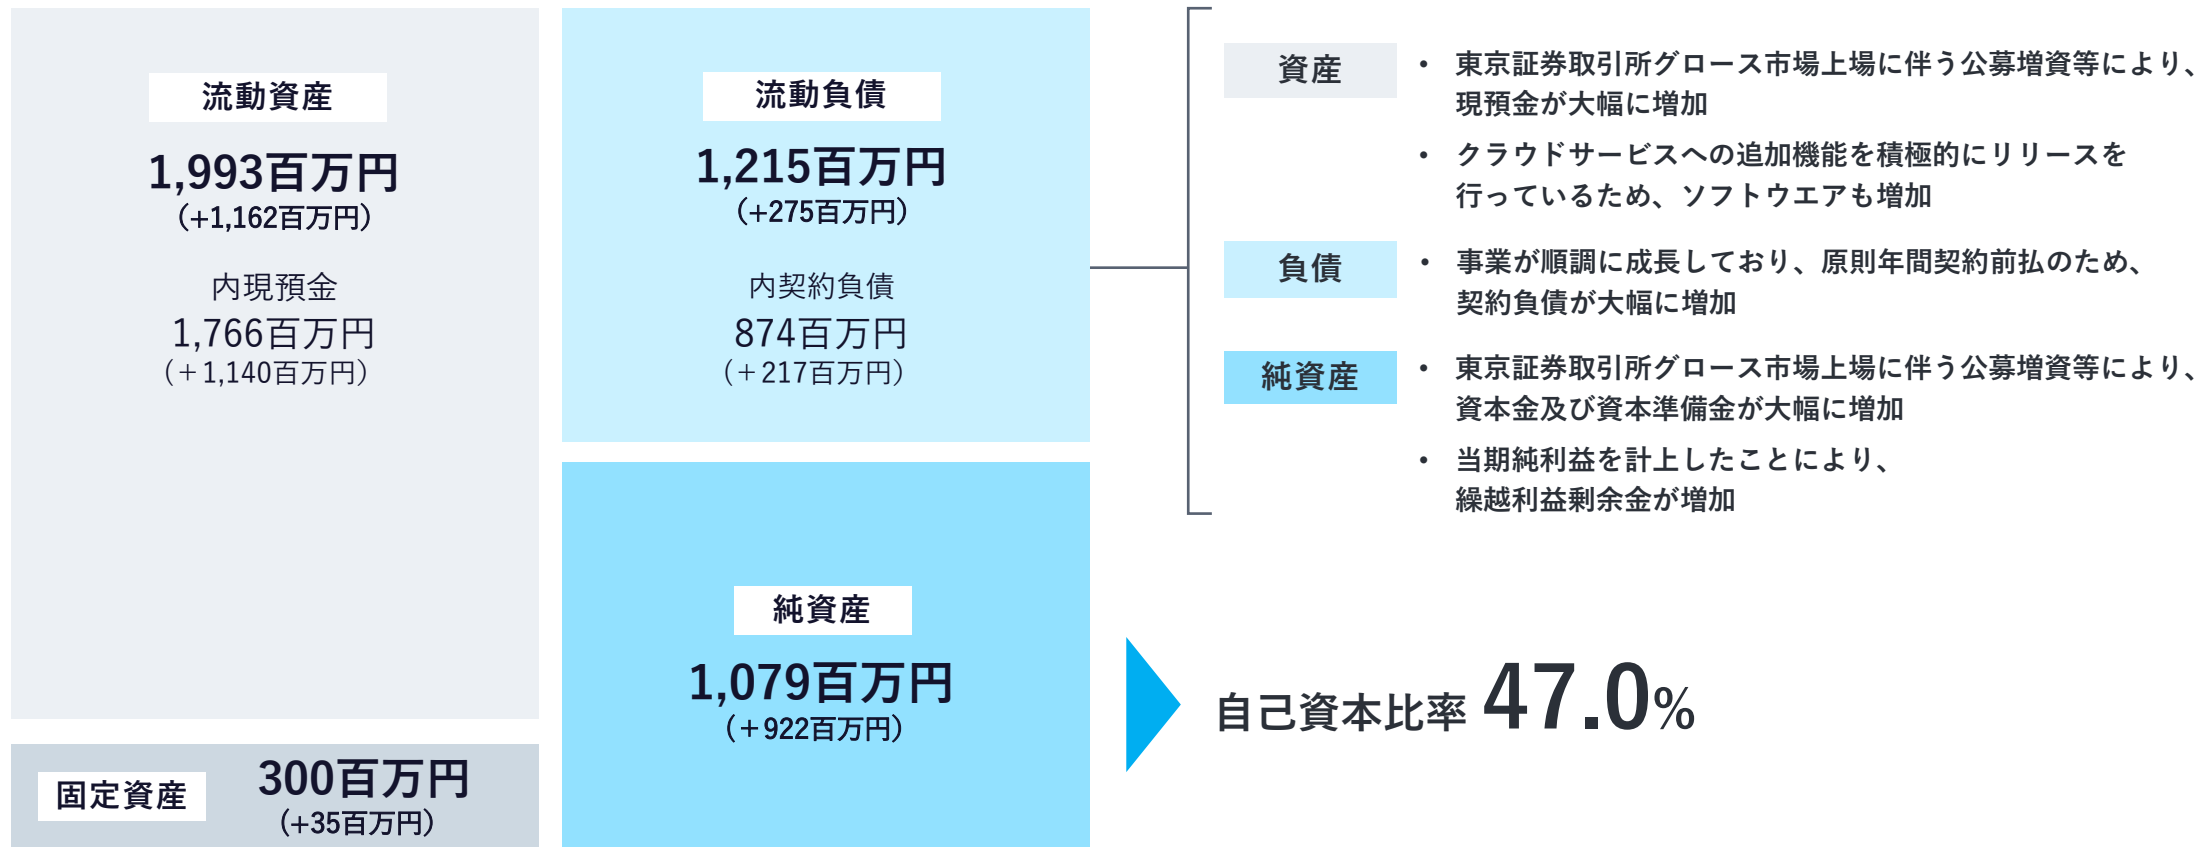 流動資産
1,993百万円
（+1,162百万円）
内現預金
1,766百万円
（＋1,140百万円）
固定資産
300百万円
（+35百万円）
流動負債
1,215百万円
（+275百万円）
内契約負債
874百万円
（＋217百万円）
純資産
1,079百万円
（＋922百万円）
資産
• 東京証券取引所グロース市場上場に伴う公募増資等により、
現預金が大幅に増加
• クラウドサービスへの追加機能を積極的にリリースを
行っているため、ソフトウエアも増加
負債
• 事業が順調に成長しており、原則年間契約前払のため、
契約負債が大幅に増加
純資産
• 東京証券取引所グロース市場上場に伴う公募増資等により、
資本金及び資本準備金が大幅に増加
• 当期純利益を計上したことにより、
繰越利益剰余金が増加
自己資本比率 47.0%